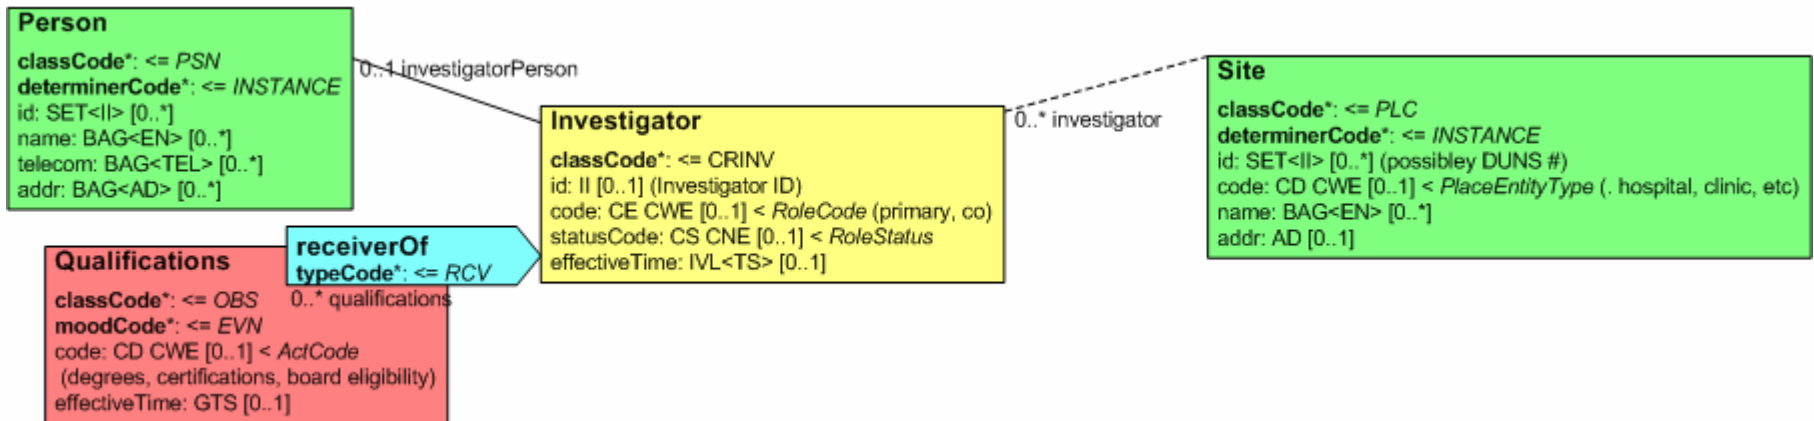 Person
classCode*: <= PSN
determinerCode*: <= INSTANCE
id: SET<II> [0..*]
name: BAG<EN> [0..*]
telecom: BAG<TEL> [0..*]
addr: BAG<AD> [0..*]
0..1 investigatorPerson
Investigator
classCode*: <= CRINV
id: II [0..1] (Investigator ID)
code: CE CWE [0..1] < RoleCode (primary, co)
statusCode: CS CNE [0..1] < RoleStatus
effectiveTime: IVL<TS> [0..1]
0..* investigator
Site
classCode*: <= PLC
determinerCode*: <= INSTANCE
id: SET<II> [0..*] (possibley DUNS #)
code: CD CWE [0..1] < PlaceEntityType (. hospital, clinic, etc)
name: BAG<EN> [0..*]
addr: AD [0..1]
receiverOf
typeCode*: <= RCV
0..* qualifications
Qualifications
classCode*: <= OBS
moodCode*: <= EVN
code: CD CWE [0..1] < ActCode
(degrees, certifications, board eligibility)
effectiveTime: GTS [0..1]